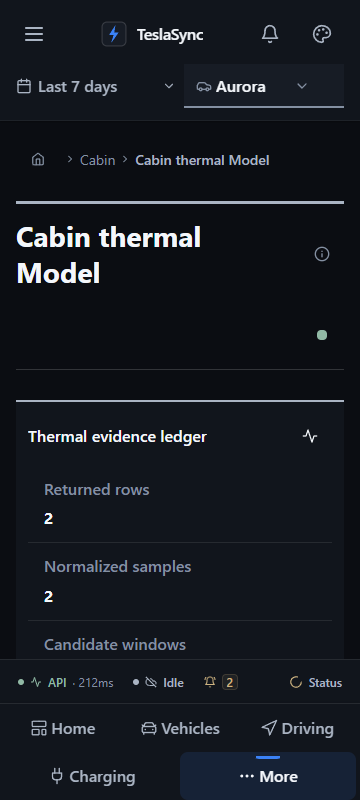 TeslaSync
Last 7 days
Aurora
Cabin
Cabin thermal Model
Cabin thermal
Model
Thermal evidence ledger
Returned rows
2
Normalized samples
2
Candidate windows
API · 212ms
Idle
2
Status
Home
Vehicles
Driving
Charging
More